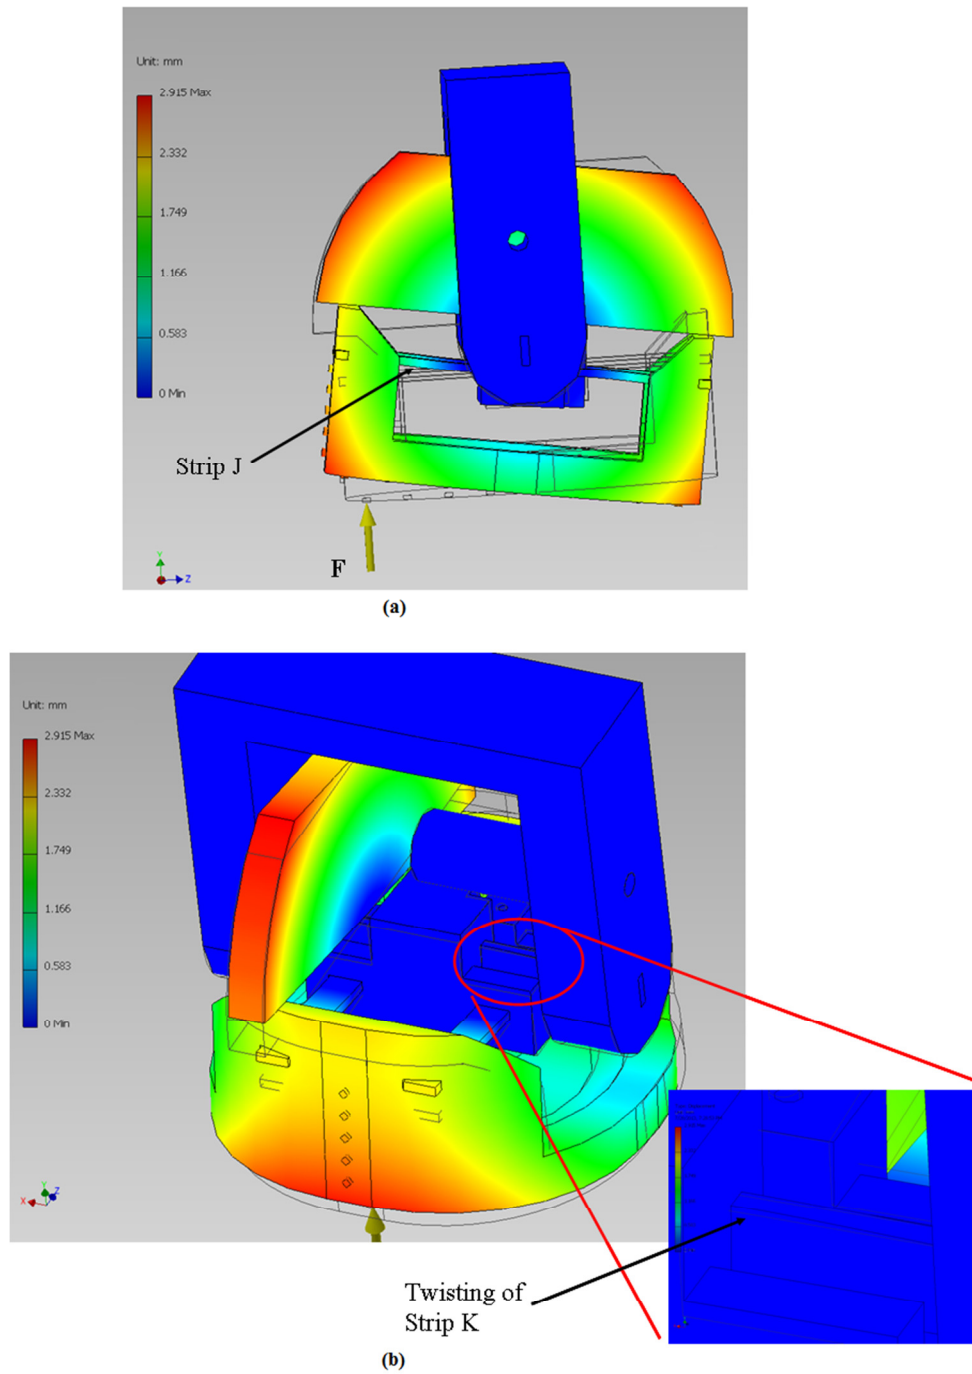 Unit: mm
2.915 Max
2.332
1.749
1.166
0.583
0 Min
Strip J
F
Y
Z
(a)
Unit: mm
2.915 Max
2.332
1.749
1.166
0.583
0 Min
X
Y
Z
Twisting of
Strip K
(b)